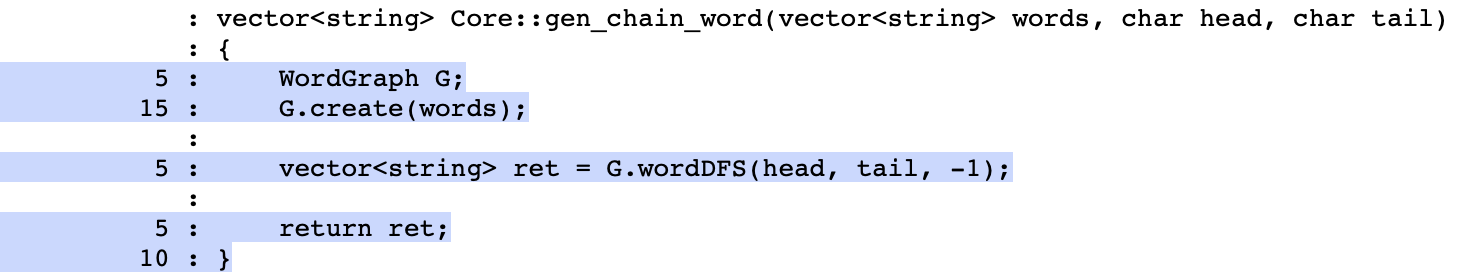 : vector<string> Core::gen_chain_word(vector<string> words, char head, char tail)
: {
5 :     WordGraph G;
15 :     G.create(words);
:
5 :     vector<string> ret = G.wordDFS(head, tail, -1);
:
5 :     return ret;
10 : }